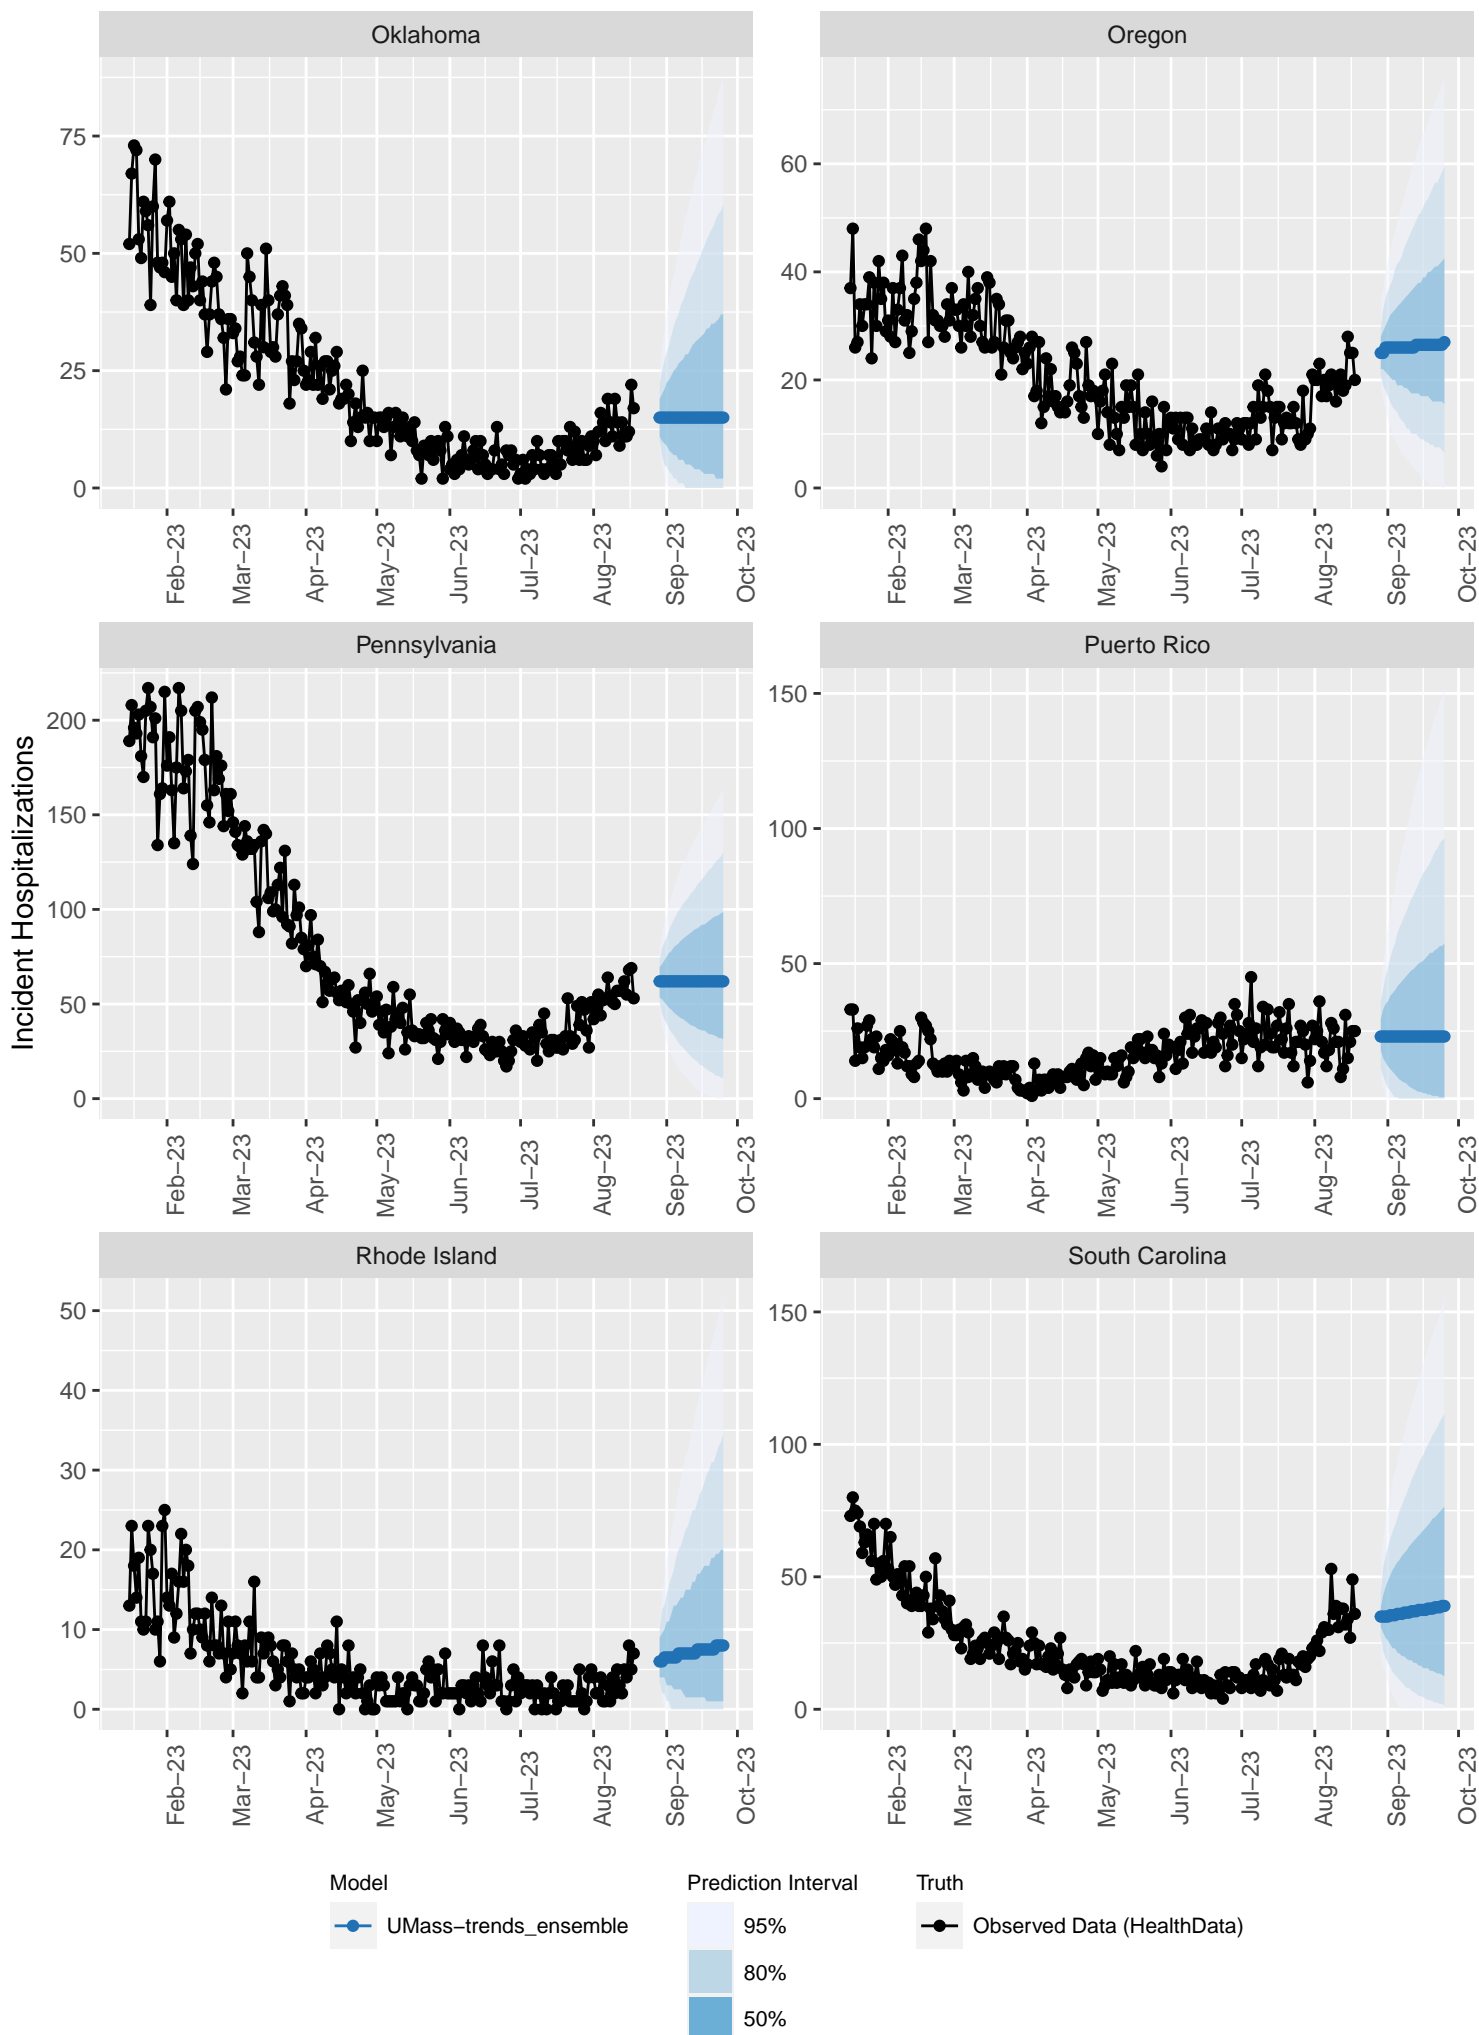 Oklahoma
Oregon
75
50
25
0
60
40
20
0
Feb−23
Mar−23
Apr−23
May−23
Jun−23
Jul−23
Aug−23
Sep−23
Oct−23
Feb−23
Mar−23
Apr−23
May−23
Jun−23
Jul−23
Aug−23
Sep−23
Oct−23
Incident Hospitalizations
Pennsylvania
Puerto Rico
200
150
100
50
0
150
100
50
0
Feb−23
Mar−23
Apr−23
May−23
Jun−23
Jul−23
Aug−23
Sep−23
Oct−23
Feb−23
Mar−23
Apr−23
May−23
Jun−23
Jul−23
Aug−23
Sep−23
Oct−23
Rhode Island
South Carolina
50
40
30
20
10
0
150
100
50
0
Feb−23
Mar−23
Apr−23
May−23
Jun−23
Jul−23
Aug−23
Sep−23
Oct−23
Feb−23
Mar−23
Apr−23
May−23
Jun−23
Jul−23
Aug−23
Sep−23
Oct−23
Model
UMass−trends_ensemble
Prediction Interval
95%
80%
50%
Truth
Observed Data (HealthData)